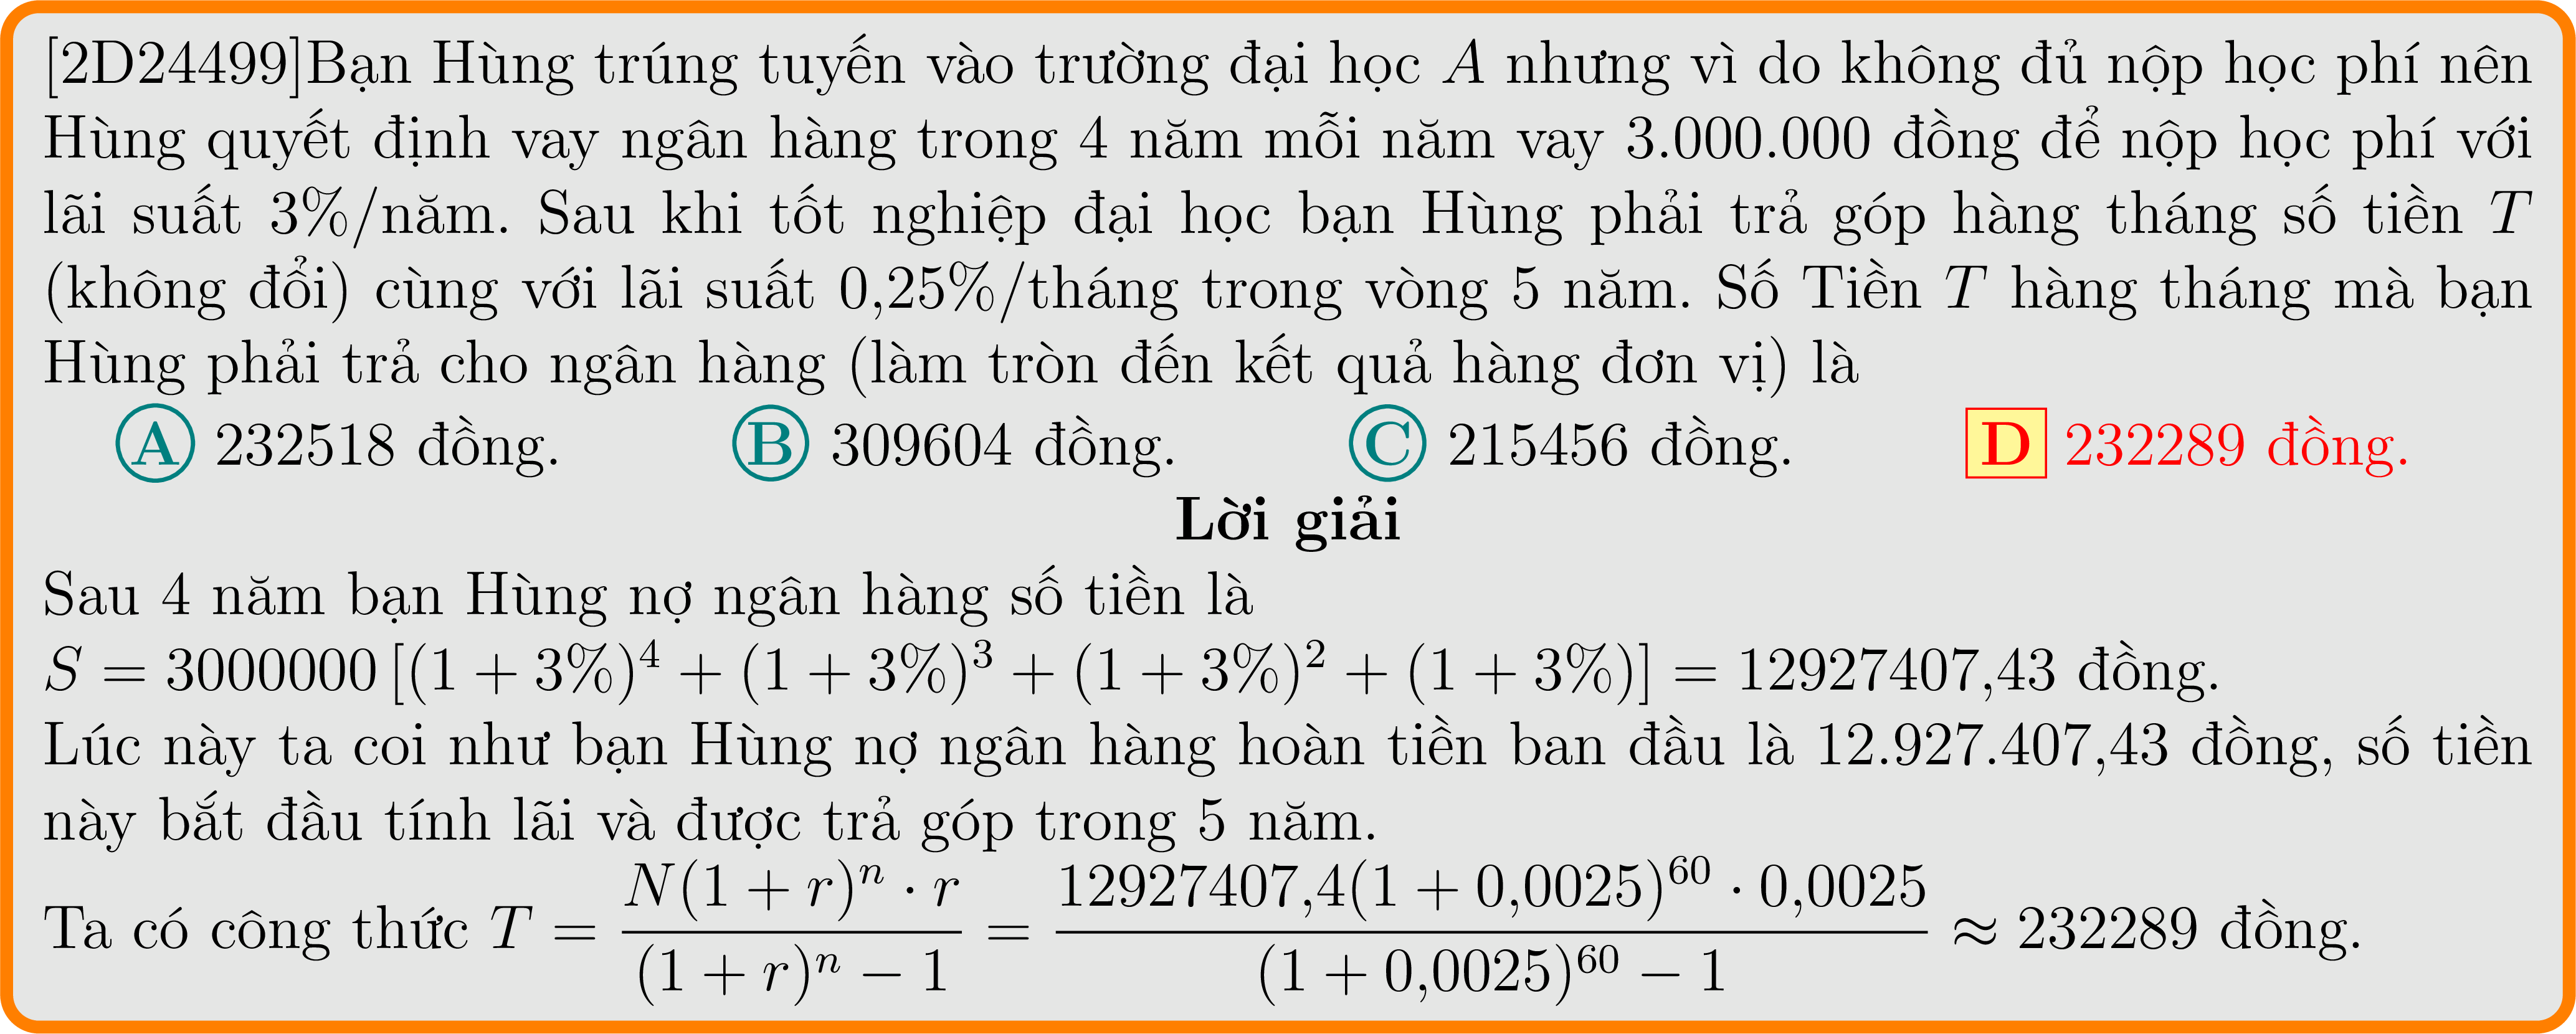 [2D24499]Bạn Hùng trúng tuyến vào trường đại học A nhưng vì do không đủ nộp học phí nên
Hùng quyết định vay ngân hàng trong 4 năm mỗi năm vay 3.000.000 đồng để nộp học phí với
lãi suất 3%/năm. Sau khi tốt nghiệp đại học bạn Hùng phải trả góp hàng tháng số tiền T
(không đổi) cùng với lãi suất 0,25%/tháng trong vòng 5 năm. Số Tiền T hàng tháng mà bạn
Hùng phải trả cho ngân hàng (làm tròn đến kết quả hàng đơn vị) là
A 232518 đồng. B 309604 đồng. C 215456 đồng. D 232289 đồng.
Lời giải
Sau 4 năm bạn Hùng nợ ngân hàng số tiền là
S = 3000000 [(1 + 3%)^4 + (1 + 3%)^3 + (1 + 3%)^2 + (1 + 3%)] = 12927407,43 đồng.
Lúc này ta coi như bạn Hùng nợ ngân hàng hoàn tiền ban đầu là 12.927.407,43 đồng, số tiền
này bắt đầu tính lãi và được trả góp trong 5 năm.
Ta có công thức T = \frac{N(1 + r)^n · r}{(1 + r)^n − 1} = \frac{12927407,4(1 + 0,0025)^{60} · 0,0025}{(1 + 0,0025)^{60} − 1} ≈ 232289 đồng.